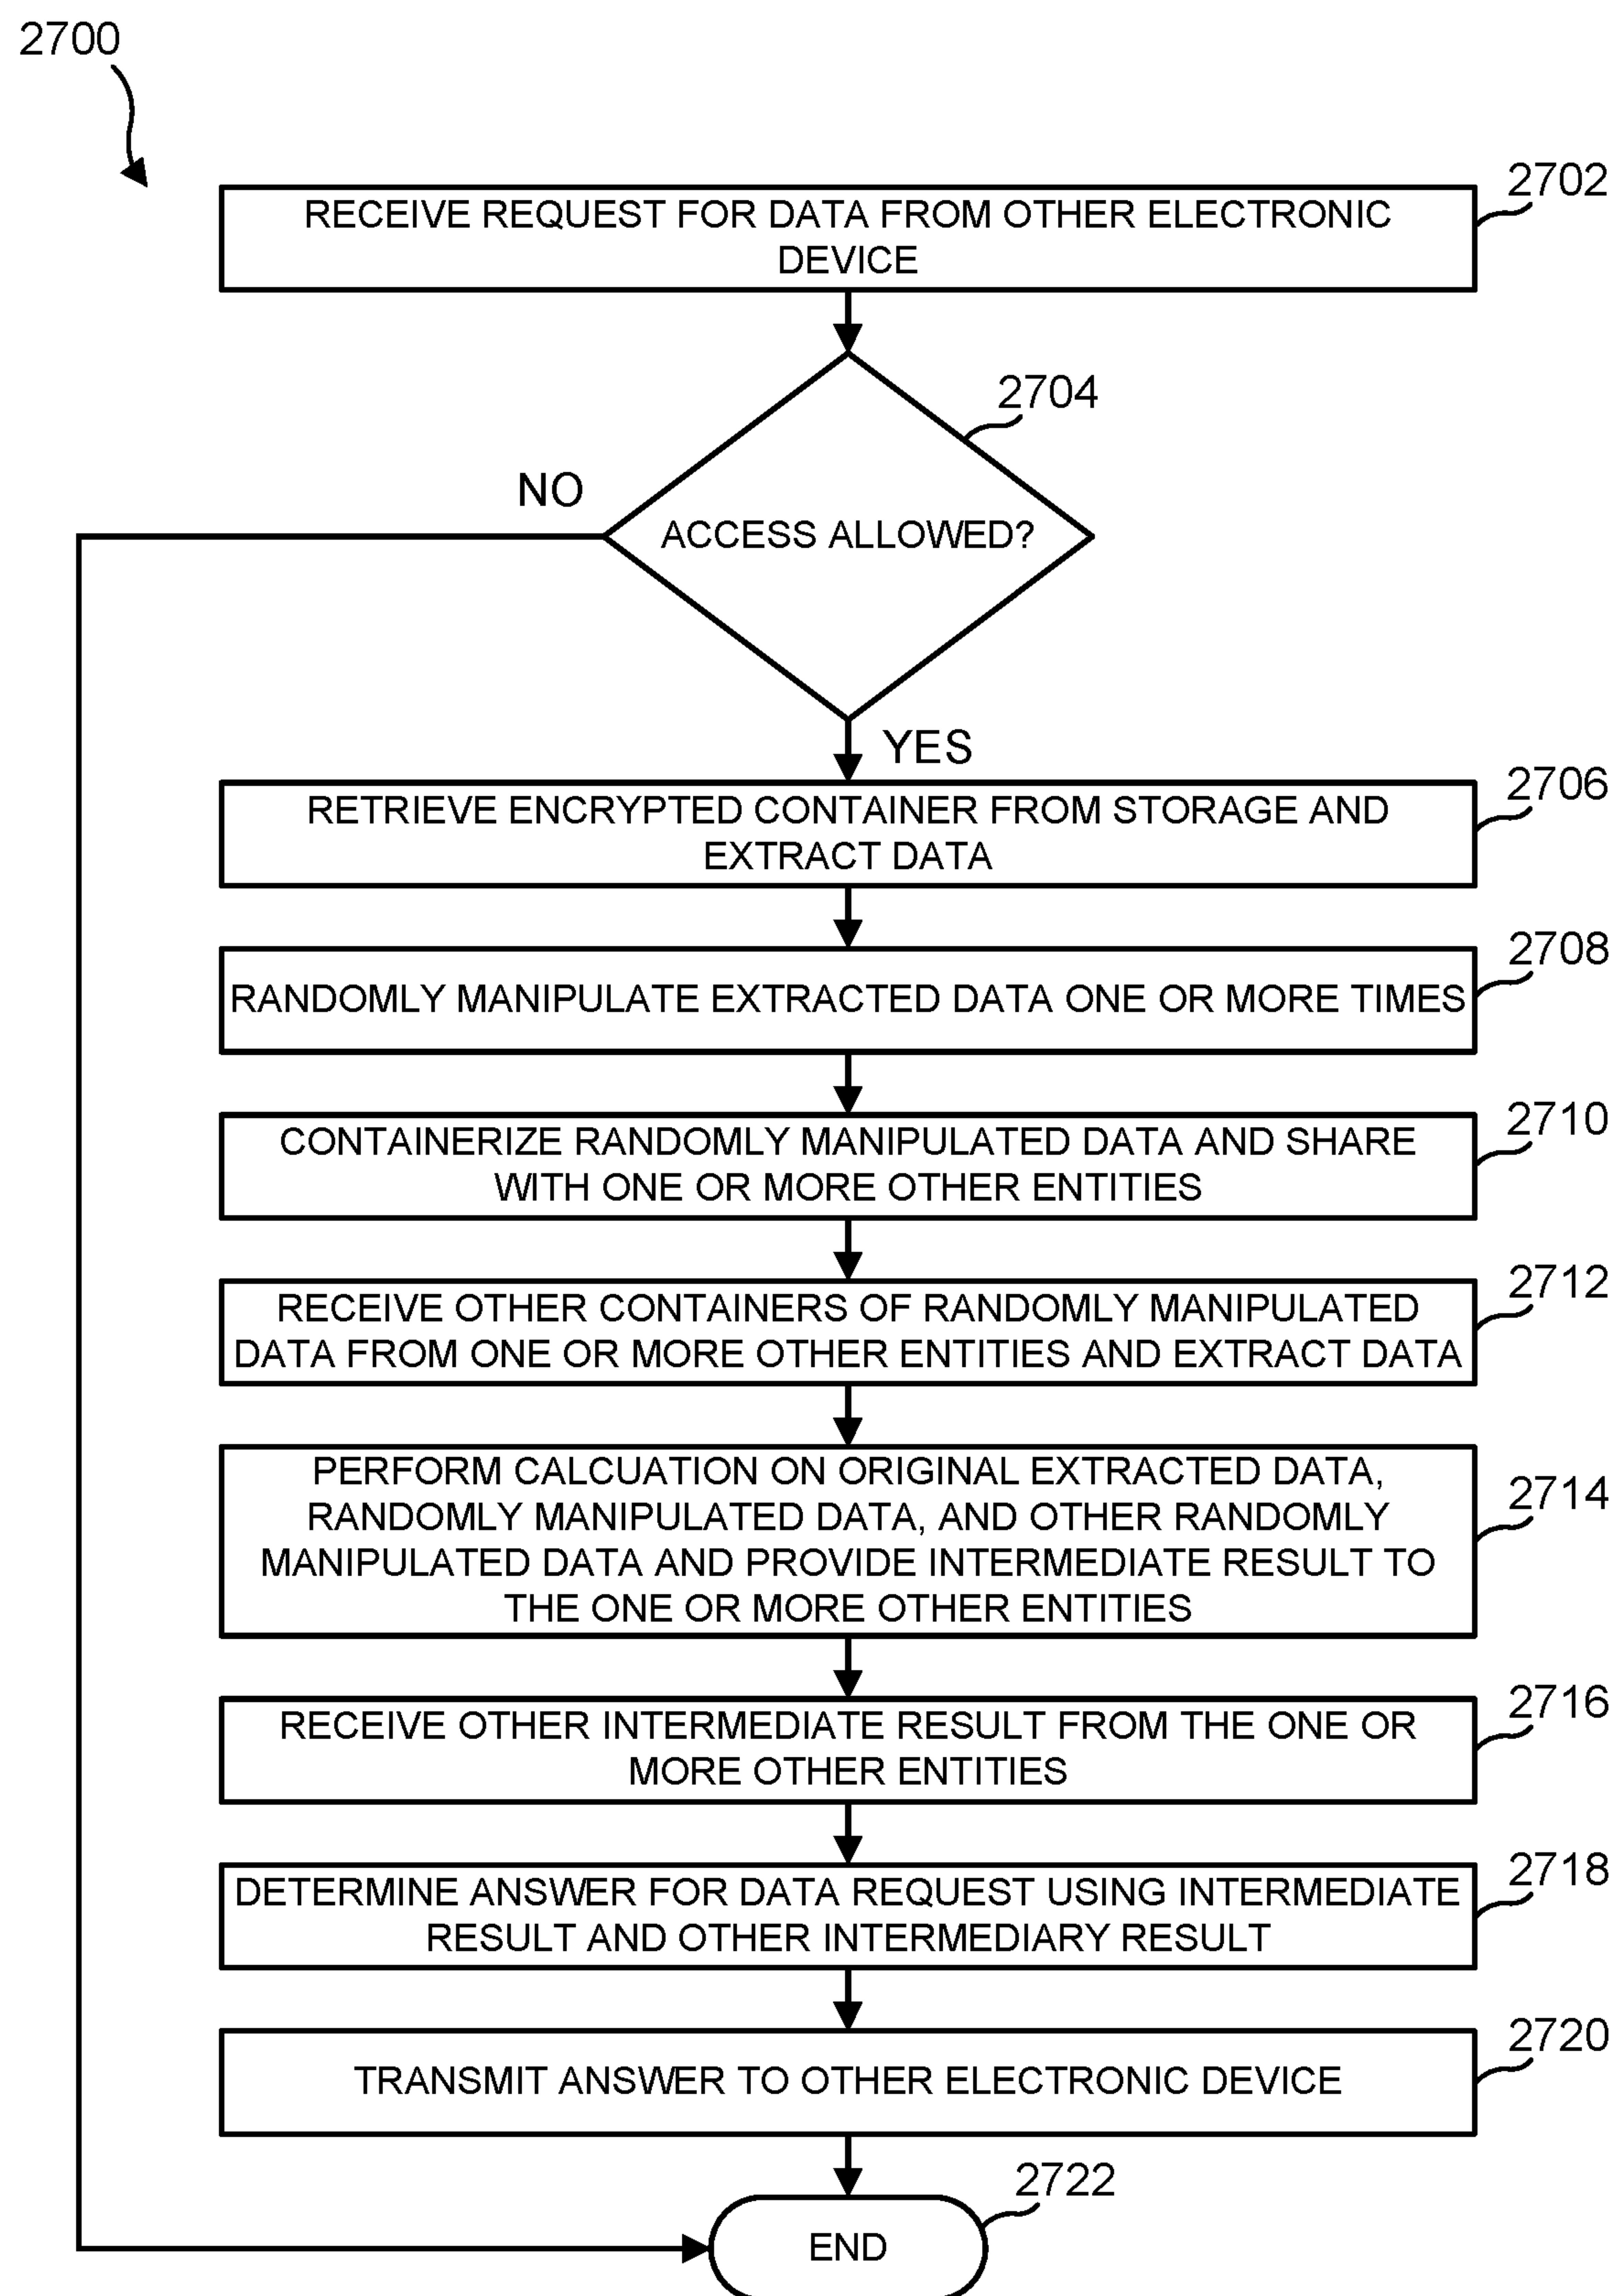 2700
2702
RECEIVE REQUEST FOR DATA FROM OTHER ELECTRONIC
DEVICE
2704
NO
ACCESS ALLOWED?
YES
2706
RETRIEVE ENCRYPTED CONTAINER FROM STORAGE AND
EXTRACT DATA
2708
RANDOMLY MANIPULATE EXTRACTED DATA ONE OR MORE TIMES
2710
CONTAINERIZE RANDOMLY MANIPULATED DATA AND SHARE
WITH ONE OR MORE OTHER ENTITIES
2712
RECEIVE OTHER CONTAINERS OF RANDOMLY MANIPULATED
DATA FROM ONE OR MORE OTHER ENTITIES AND EXTRACT DATA
2714
PERFORM CALCUATION ON ORIGINAL EXTRACTED DATA,
RANDOMLY MANIPULATED DATA, AND OTHER RANDOMLY
MANIPULATED DATA AND PROVIDE INTERMEDIATE RESULT TO
THE ONE OR MORE OTHER ENTITIES
2716
RECEIVE OTHER INTERMEDIATE RESULT FROM THE ONE OR
MORE OTHER ENTITIES
2718
DETERMINE ANSWER FOR DATA REQUEST USING INTERMEDIATE
RESULT AND OTHER INTERMEDIARY RESULT
2720
TRANSMIT ANSWER TO OTHER ELECTRONIC DEVICE
2722
END